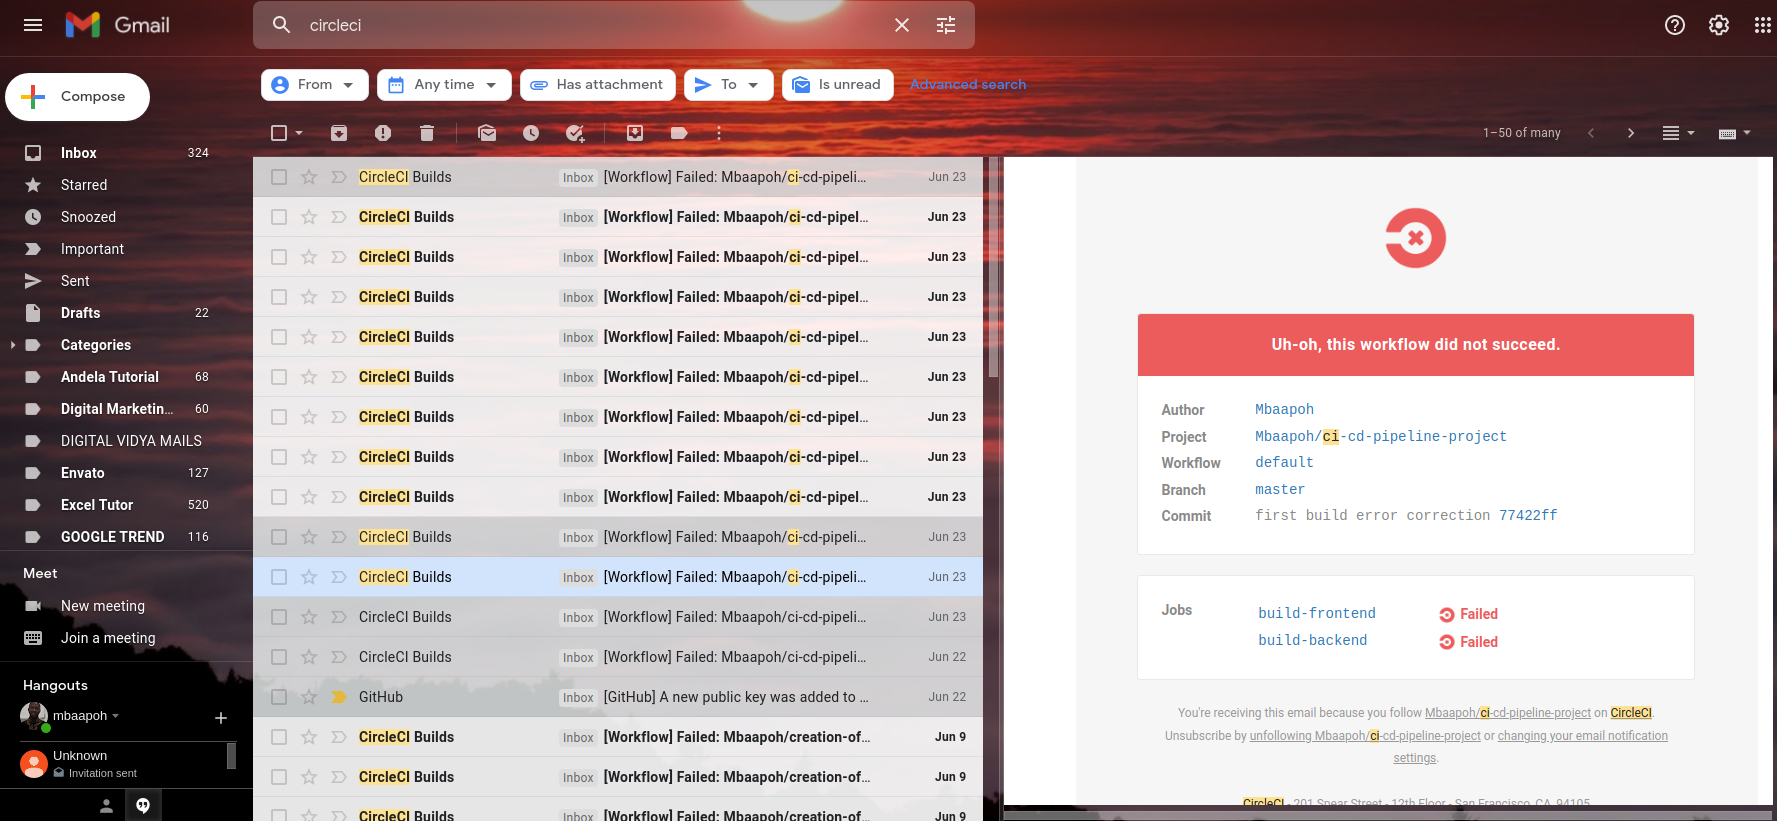 Gmail
circleci
Compose
From
Any time
Has attachment
To
Is unread
Advanced search
1–50 of many
Inbox 324
Starred
Snoozed
Important
Sent
Drafts 22
Categories
Andela Tutorial 68
Digital Marketin... 60
DIGITAL VIDYA MAILS
Envato 127
Excel Tutor 520
GOOGLE TREND 116
Meet
New meeting
Join a meeting
Hangouts
mbaapoh
Unknown
Invitation sent
CircleCI Builds Inbox [Workflow] Failed: Mbaapoh/ci-cd-pipeli... Jun 23
CircleCI Builds Inbox [Workflow] Failed: Mbaapoh/ci-cd-pipel... Jun 23
CircleCI Builds Inbox [Workflow] Failed: Mbaapoh/ci-cd-pipel... Jun 23
CircleCI Builds Inbox [Workflow] Failed: Mbaapoh/ci-cd-pipel... Jun 23
CircleCI Builds Inbox [Workflow] Failed: Mbaapoh/ci-cd-pipel... Jun 23
CircleCI Builds Inbox [Workflow] Failed: Mbaapoh/ci-cd-pipel... Jun 23
CircleCI Builds Inbox [Workflow] Failed: Mbaapoh/ci-cd-pipel... Jun 23
CircleCI Builds Inbox [Workflow] Failed: Mbaapoh/ci-cd-pipel... Jun 23
CircleCI Builds Inbox [Workflow] Failed: Mbaapoh/ci-cd-pipel... Jun 23
CircleCI Builds Inbox [Workflow] Failed: Mbaapoh/ci-cd-pipeli... Jun 23
CircleCI Builds Inbox [Workflow] Failed: Mbaapoh/ci-cd-pipeli... Jun 23
CircleCI Builds Inbox [Workflow] Failed: Mbaapoh/ci-cd-pipeli... Jun 23
CircleCI Builds Inbox [Workflow] Failed: Mbaapoh/ci-cd-pipeli... Jun 22
GitHub Inbox [GitHub] A new public key was added to ... Jun 22
CircleCI Builds Inbox [Workflow] Failed: Mbaapoh/creation-of... Jun 9
CircleCI Builds Inbox [Workflow] Failed: Mbaapoh/creation-of... Jun 9
CircleCI Builds Inbox [Workflow] Failed: Mbaapoh/creation-of... Jun 9
Uh-oh, this workflow did not succeed.
Author Mbaapoh
Project Mbaapoh/ci-cd-pipeline-project
Workflow default
Branch master
Commit first build error correction 77422ff
Jobs build-frontend Failed
build-backend Failed
You're receiving this email because you follow Mbaapoh/ci-cd-pipeline-project on CircleCI.
Unsubscribe by unfollowing Mbaapoh/ci-cd-pipeline-project or changing your email notification
settings.
CircleCI - 201 Spear Street - 12th Floor - San Francisco, CA, 94105